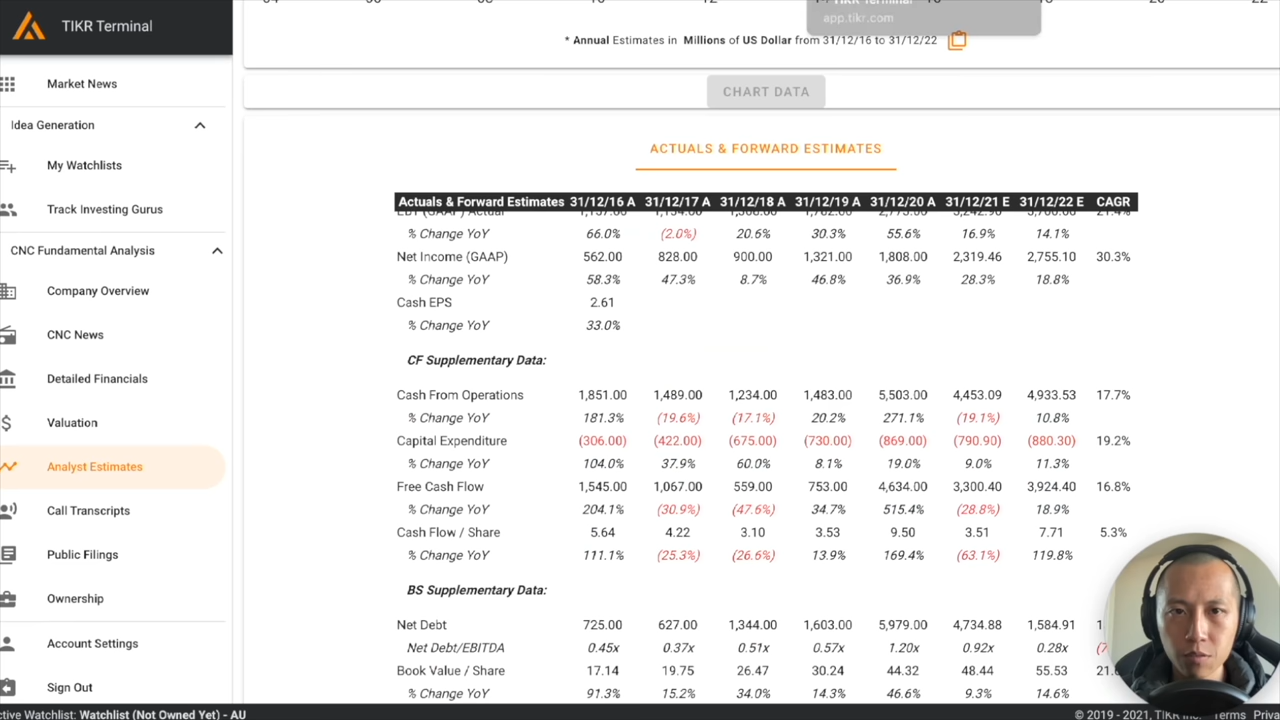 TIKR Terminal
TIKR Terminal
app.tikr.com
* Annual Estimates in Millions of US Dollar from 31/12/16 to 31/12/22
Market News
CHART DATA
Idea Generation
ACTUALS & FORWARD ESTIMATES
My Watchlists
Track Investing Gurus
CNC Fundamental Analysis
Company Overview
CNC News
Detailed Financials
Valuation
Analyst Estimates
Call Transcripts
Public Filings
Ownership
Account Settings
Sign Out
Actuals & Forward Estimates 31/12/16 A 31/12/17 A 31/12/18 A 31/12/19 A 31/12/20 A 31/12/21 E 31/12/22 E CAGR
% Change YoY 66.0% (2.0%) 20.6% 30.3% 55.6% 16.9% 14.1%
Net Income (GAAP) 562.00 828.00 900.00 1,321.00 1,808.00 2,319.46 2,755.10 30.3%
% Change YoY 58.3% 47.3% 8.7% 46.8% 36.9% 28.3% 18.8%
Cash EPS 2.61
% Change YoY 33.0%
CF Supplementary Data:
Cash From Operations 1,851.00 1,489.00 1,234.00 1,483.00 5,503.00 4,453.09 4,933.53 17.7%
% Change YoY 181.3% (19.6%) (17.1%) 20.2% 271.1% (19.1%) 10.8%
Capital Expenditure (306.00) (422.00) (675.00) (730.00) (869.00) (790.90) (880.30) 19.2%
% Change YoY 104.0% 37.9% 60.0% 8.1% 19.0% 9.0% 11.3%
Free Cash Flow 1,545.00 1,067.00 559.00 753.00 4,634.00 3,300.40 3,924.40 16.8%
% Change YoY 204.1% (30.9%) (47.6%) 34.7% 515.4% (28.8%) 18.9%
Cash Flow / Share 5.64 4.22 3.10 3.53 9.50 3.51 7.71 5.3%
% Change YoY 111.1% (25.3%) (26.6%) 13.9% 169.4% (63.1%) 119.8%
BS Supplementary Data:
Net Debt 725.00 627.00 1,344.00 1,603.00 5,979.00 4,734.88 1,584.91
Net Debt/EBITDA 0.45x 0.37x 0.51x 0.57x 1.20x 0.92x 0.28x
Book Value / Share 17.14 19.75 26.47 30.24 44.32 48.44 55.53
% Change YoY 91.3% 15.2% 34.0% 14.3% 46.6% 9.3% 14.6%
Watchlist: Watchlist (Not Owned Yet) - AU
© 2019 - 2021, TIKR Inc. Terms